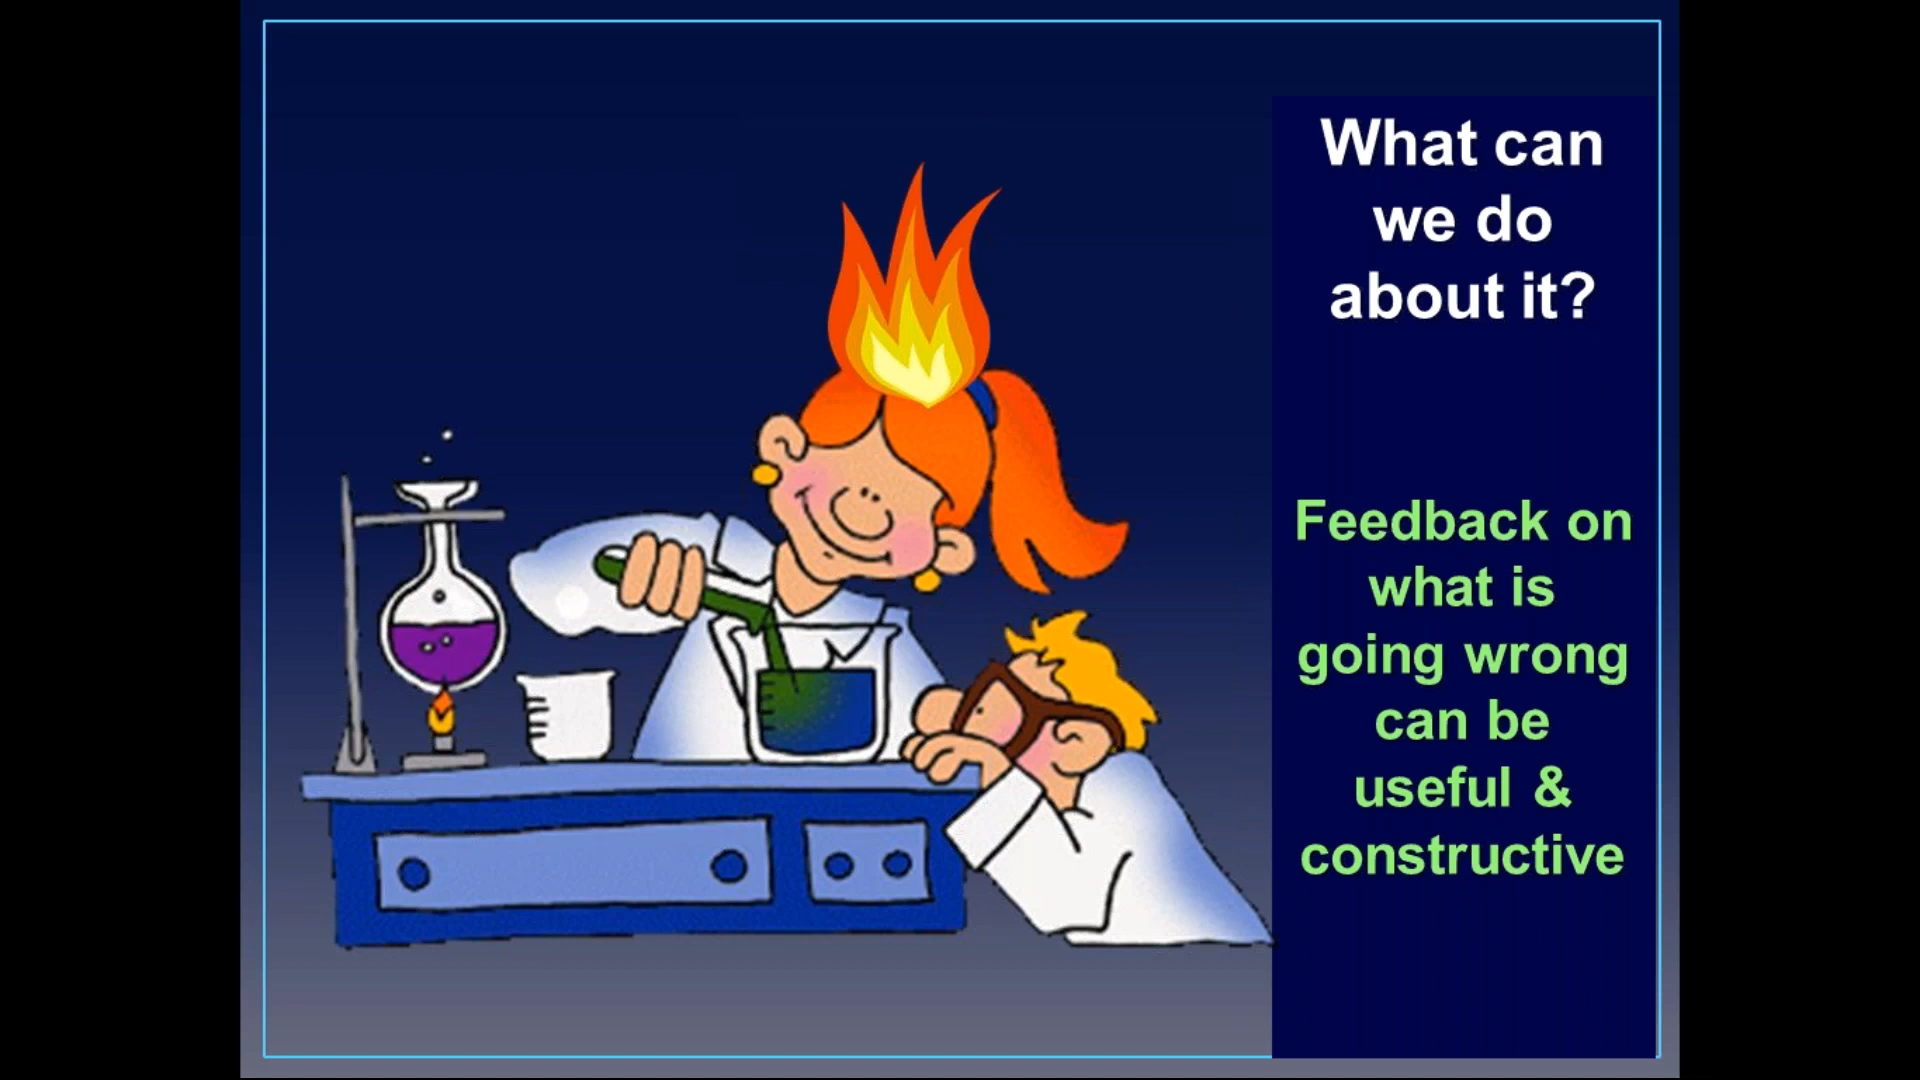 What can
we do
about it?
Feedback on
what is
going wrong
can be
useful &
constructive